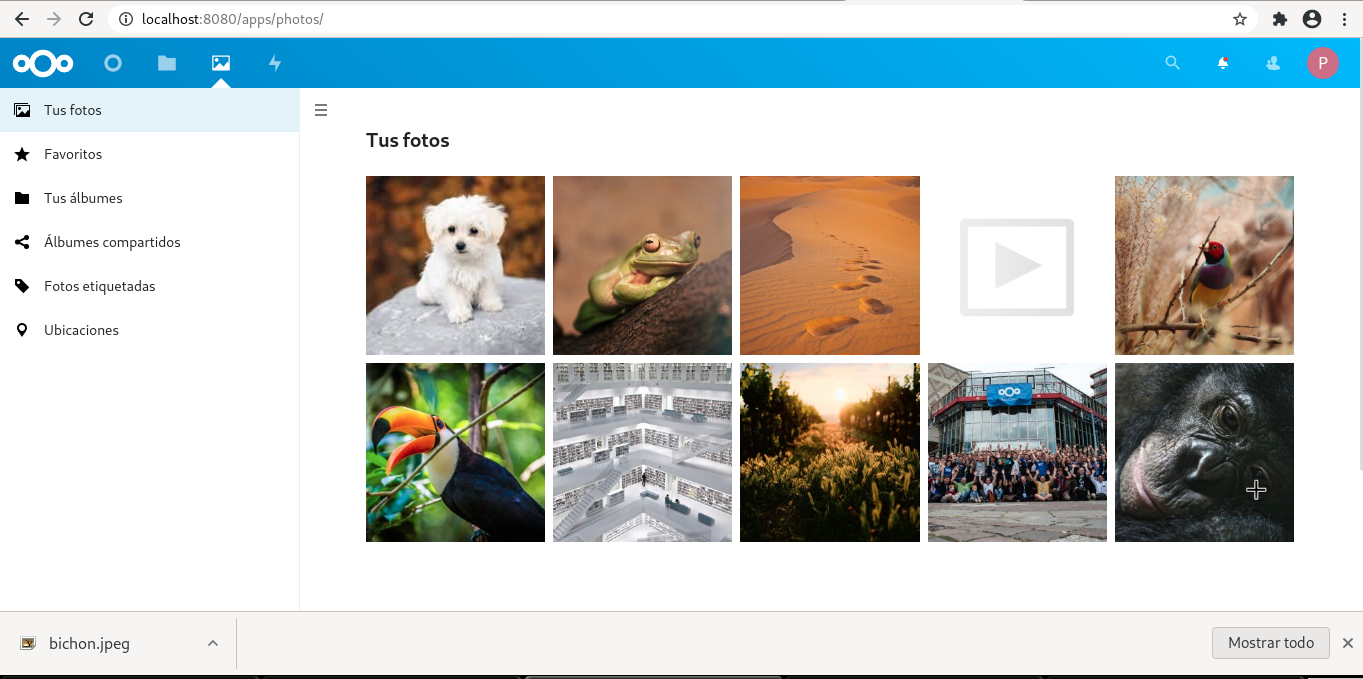 localhost:8080/apps/photos/
P
Tus fotos
Favoritos
Tus álbumes
Álbumes compartidos
Fotos etiquetadas
Ubicaciones
Tus fotos
bichon.jpeg
Mostrar todo